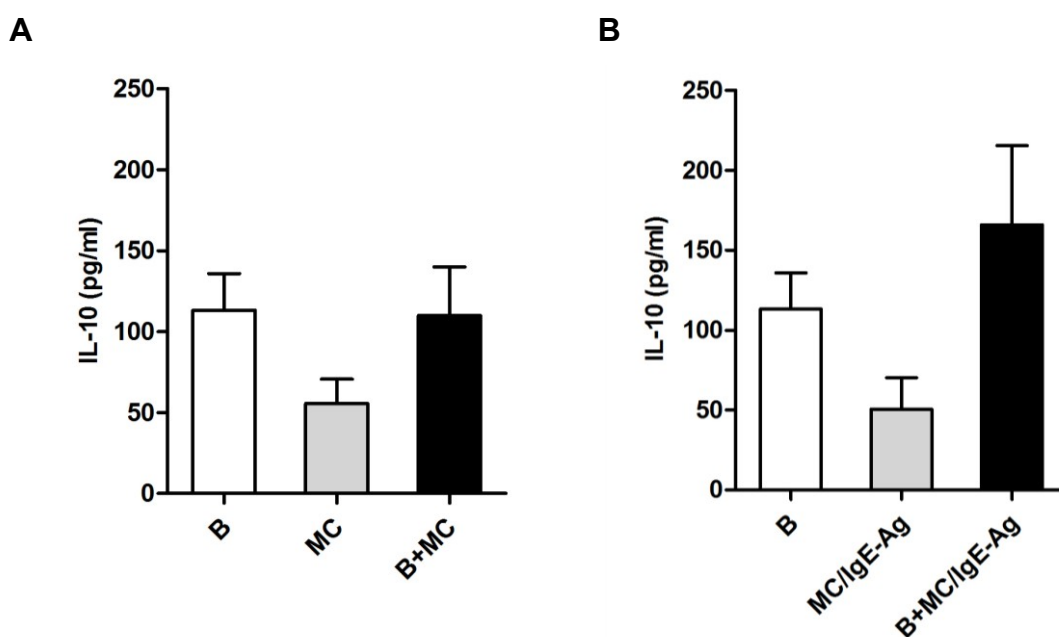 A
B
IL-10 (pg/ml)
250
200
150
100
50
0
B
MC
B+MC
IL-10 (pg/ml)
250
200
150
100
50
0
B
MC/IgE-Ag
B+MC/IgE-Ag